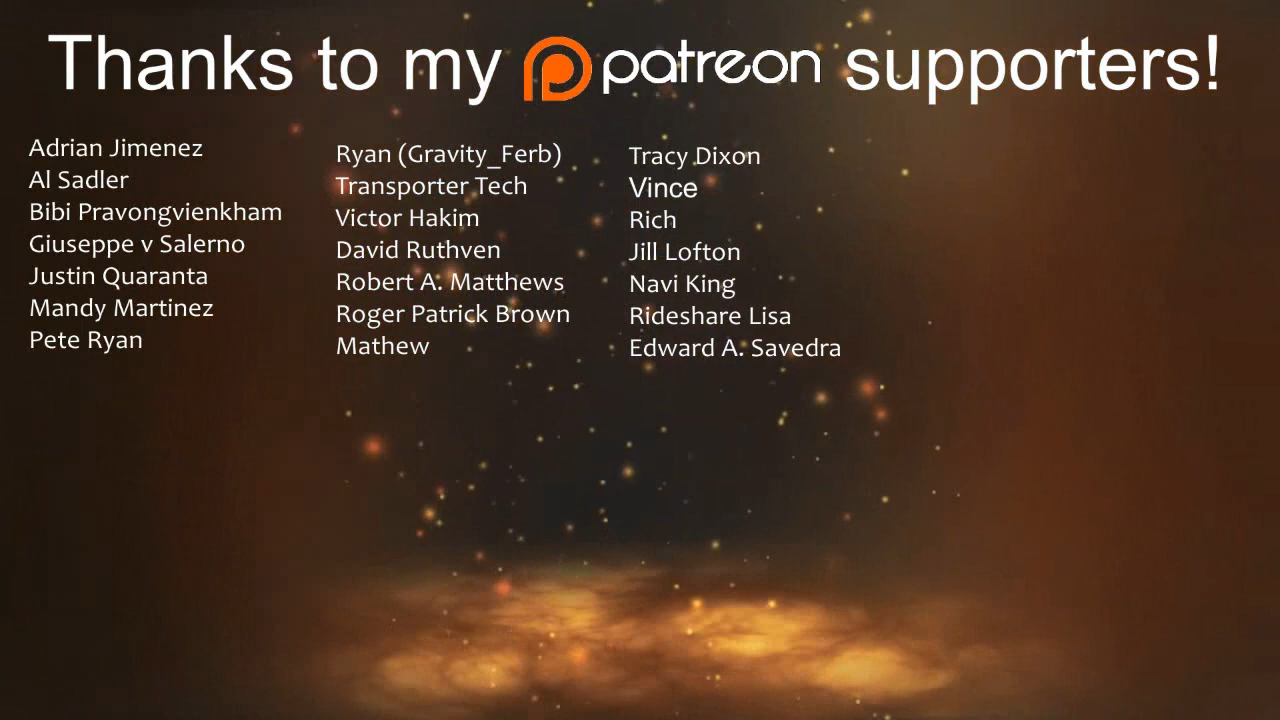 Thanks to my patreon supporters!
Adrian Jimenez
Al Sadler
Bibi Pravongvienkham
Giuseppe v Salerno
Justin Quaranta
Mandy Martinez
Pete Ryan
Ryan (Gravity_Ferb)
Transporter Tech
Victor Hakim
David Ruthven
Robert A. Matthews
Roger Patrick Brown
Mathew
Tracy Dixon
Vince
Rich
Jill Lofton
Navi King
Rideshare Lisa
Edward A. Savedra